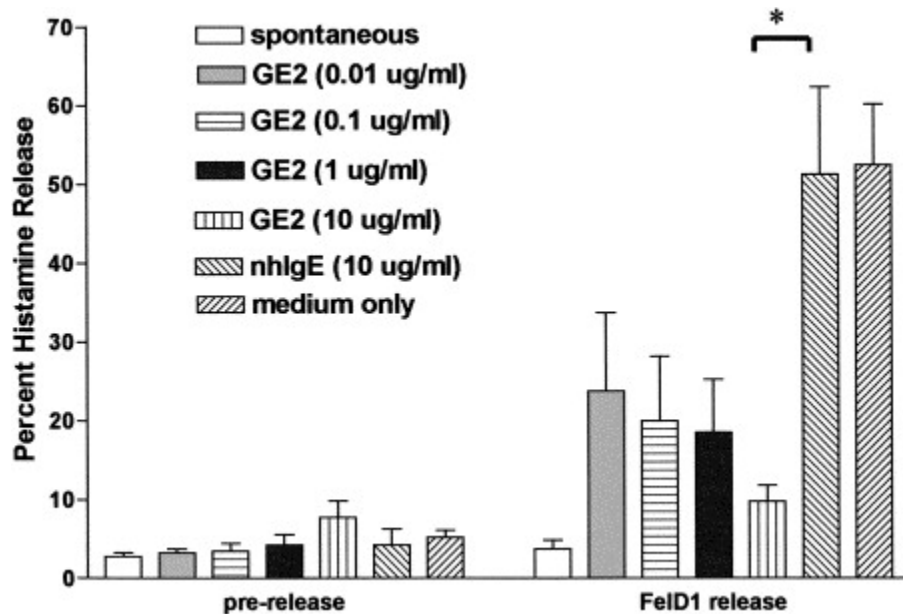 70
60
50
40
30
20
10
0
Percent Histamine Release
spontaneous
GE2 (0.01 ug/ml)
GE2 (0.1 ug/ml)
GE2 (1 ug/ml)
GE2 (10 ug/ml)
nhIgE (10 ug/ml)
medium only
*
pre-release
FelD1 release